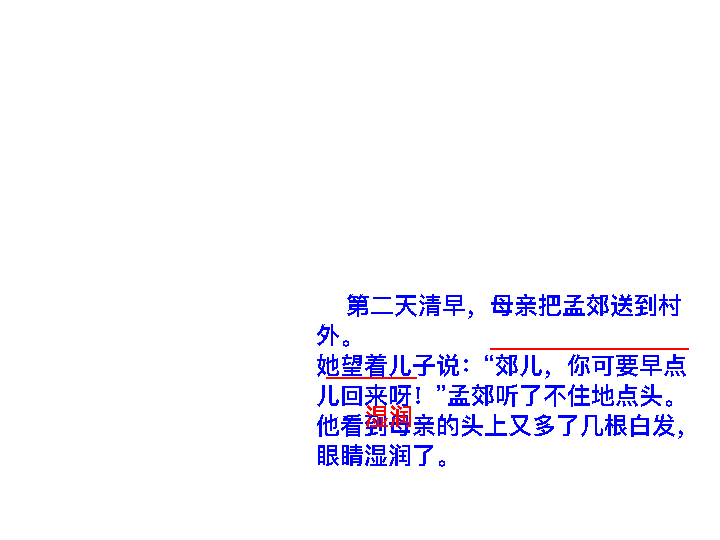 第二天清早，母亲把孟郊送到村
外。
她望着儿子说：“郊儿，你可要早点
儿回来呀！”孟郊听了不住地点头。
湿润
他看到母亲的头上又多了几根白发，
眼睛湿润了。